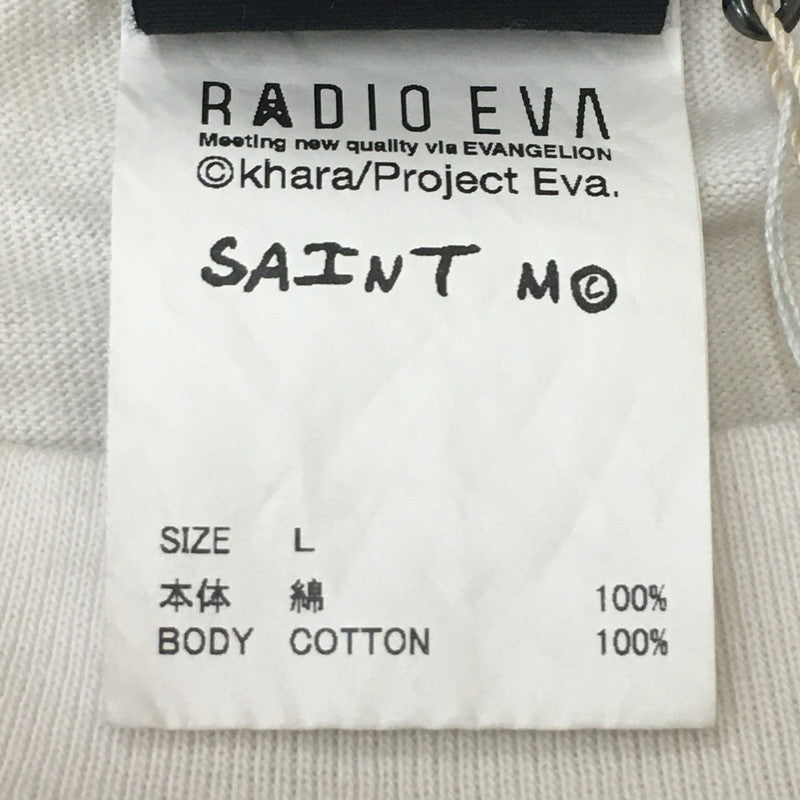 RADIO EVA
Meeting new quality via EVANGELION
©khara/Project Eva.
SAINT M©
SIZE L
本体 綿 100%
BODY COTTON 100%